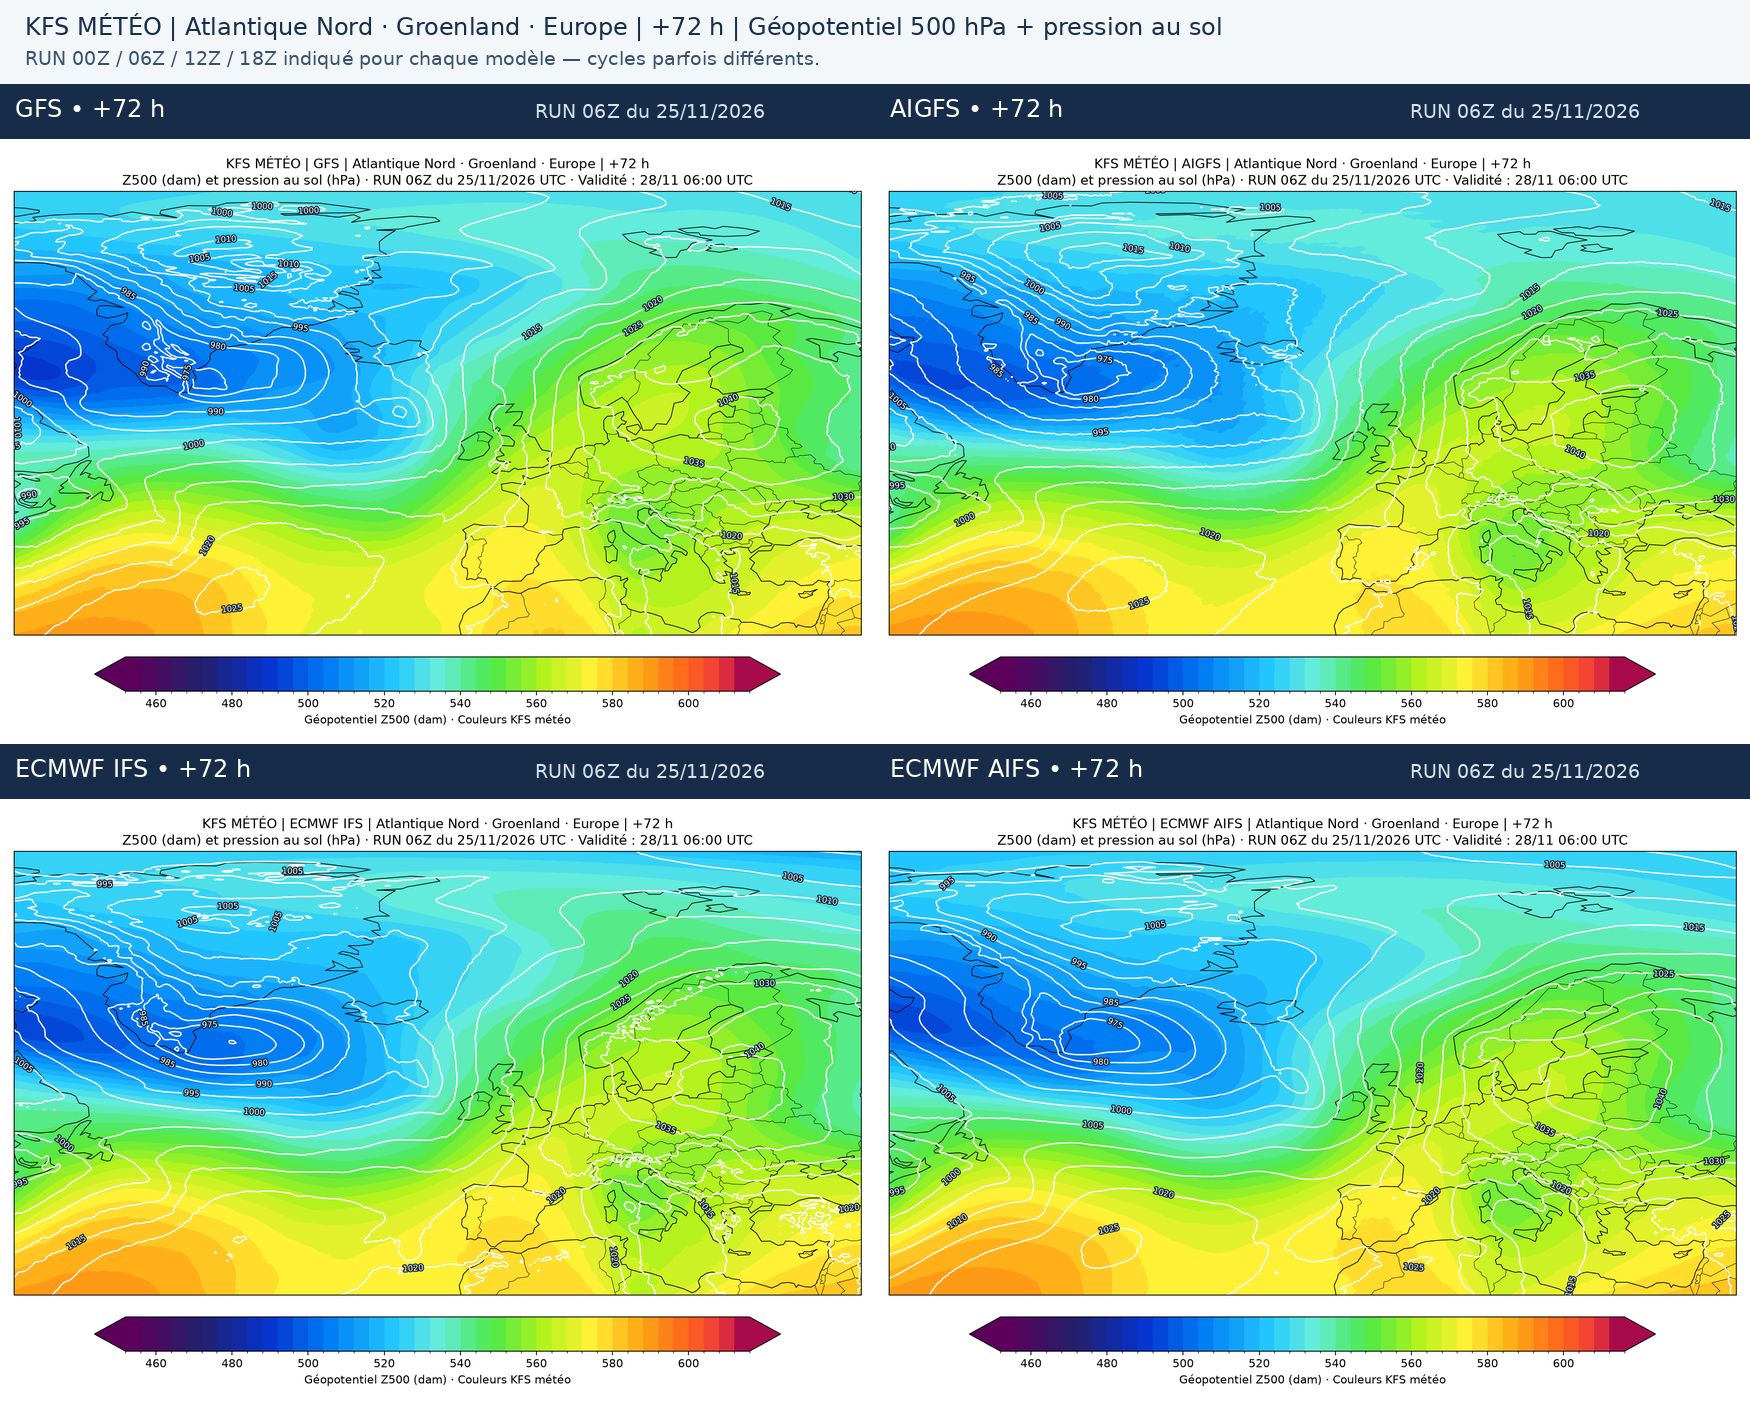 KFS MÉTÉO | Atlantique Nord · Groenland · Europe | +72 h | Géopotentiel 500 hPa + pression au sol
RUN 00Z / 06Z / 12Z / 18Z indiqué pour chaque modèle — cycles parfois différents.
GFS • +72 h
RUN 06Z du 25/11/2026
AIGFS • +72 h
RUN 06Z du 25/11/2026
KFS MÉTÉO | GFS | Atlantique Nord · Groenland · Europe | +72 h
Z500 (dam) et pression au sol (hPa) · RUN 06Z du 25/11/2026 UTC · Validité : 28/11 06:00 UTC
KFS MÉTÉO | AIGFS | Atlantique Nord · Groenland · Europe | +72 h
Z500 (dam) et pression au sol (hPa) · RUN 06Z du 25/11/2026 UTC · Validité : 28/11 06:00 UTC
460 480 500 520 540 560 580 600
Géopotentiel Z500 (dam) · Couleurs KFS météo
460 480 500 520 540 560 580 600
Géopotentiel Z500 (dam) · Couleurs KFS météo
ECMWF IFS • +72 h
RUN 06Z du 25/11/2026
ECMWF AIFS • +72 h
RUN 06Z du 25/11/2026
KFS MÉTÉO | ECMWF IFS | Atlantique Nord · Groenland · Europe | +72 h
Z500 (dam) et pression au sol (hPa) · RUN 06Z du 25/11/2026 UTC · Validité : 28/11 06:00 UTC
KFS MÉTÉO | ECMWF AIFS | Atlantique Nord · Groenland · Europe | +72 h
Z500 (dam) et pression au sol (hPa) · RUN 06Z du 25/11/2026 UTC · Validité : 28/11 06:00 UTC
460 480 500 520 540 560 580 600
Géopotentiel Z500 (dam) · Couleurs KFS météo
460 480 500 520 540 560 580 600
Géopotentiel Z500 (dam) · Couleurs KFS météo